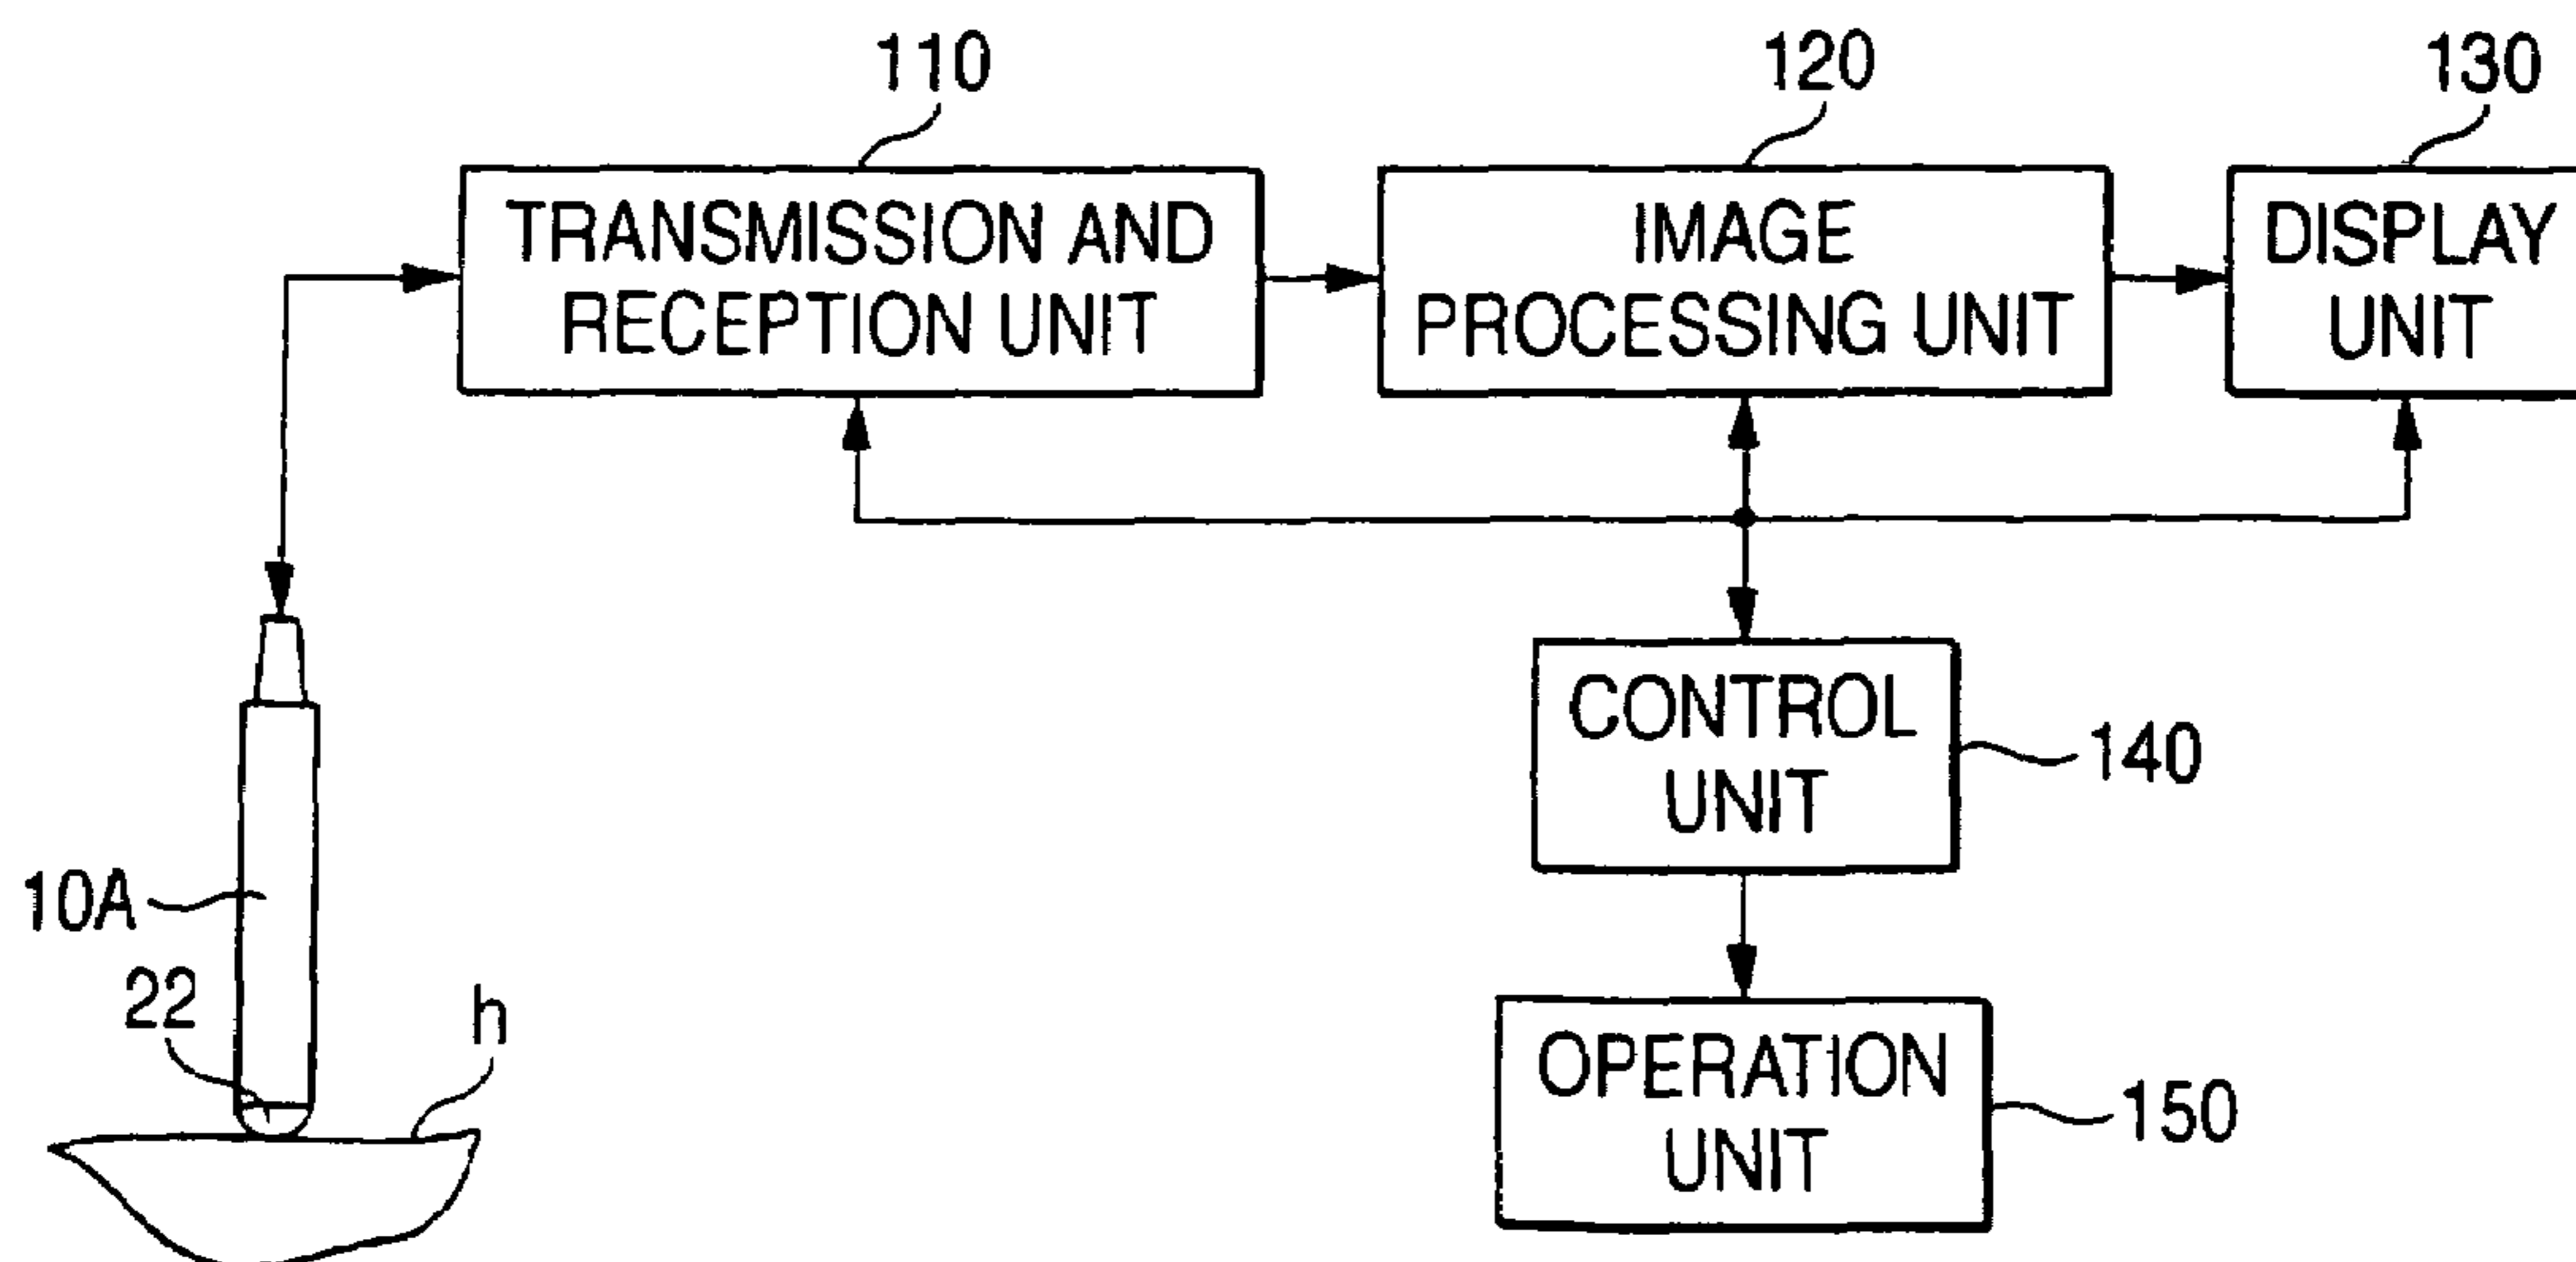 110
120
130
TRANSMISSION AND
RECEPTION UNIT
IMAGE
PROCESSING UNIT
DISPLAY
UNIT
CONTROL
UNIT
140
10A
22
h
OPERATION
UNIT
150